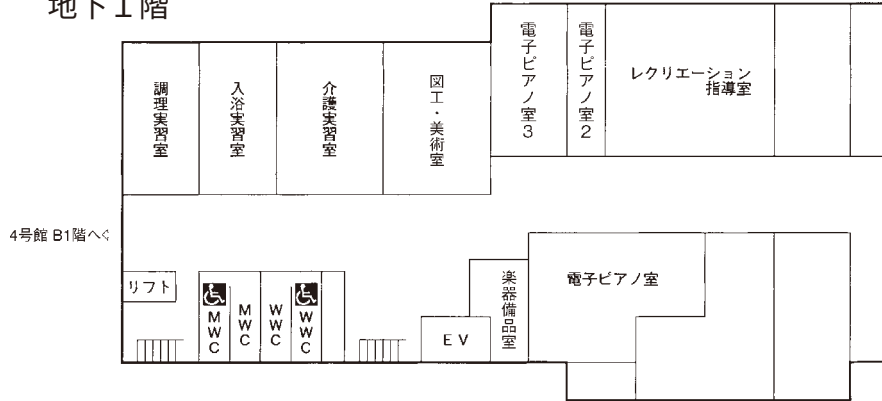 地下1階
調理実習室
入浴実習室
介護実習室
図工・美術室
電子ピアノ室3
電子ピアノ室2
レクリエーション
指導室
4号館 B1階へ
リフト
MWC
MWC
WWC
WWC
EV
楽器備品室
電子ピアノ室